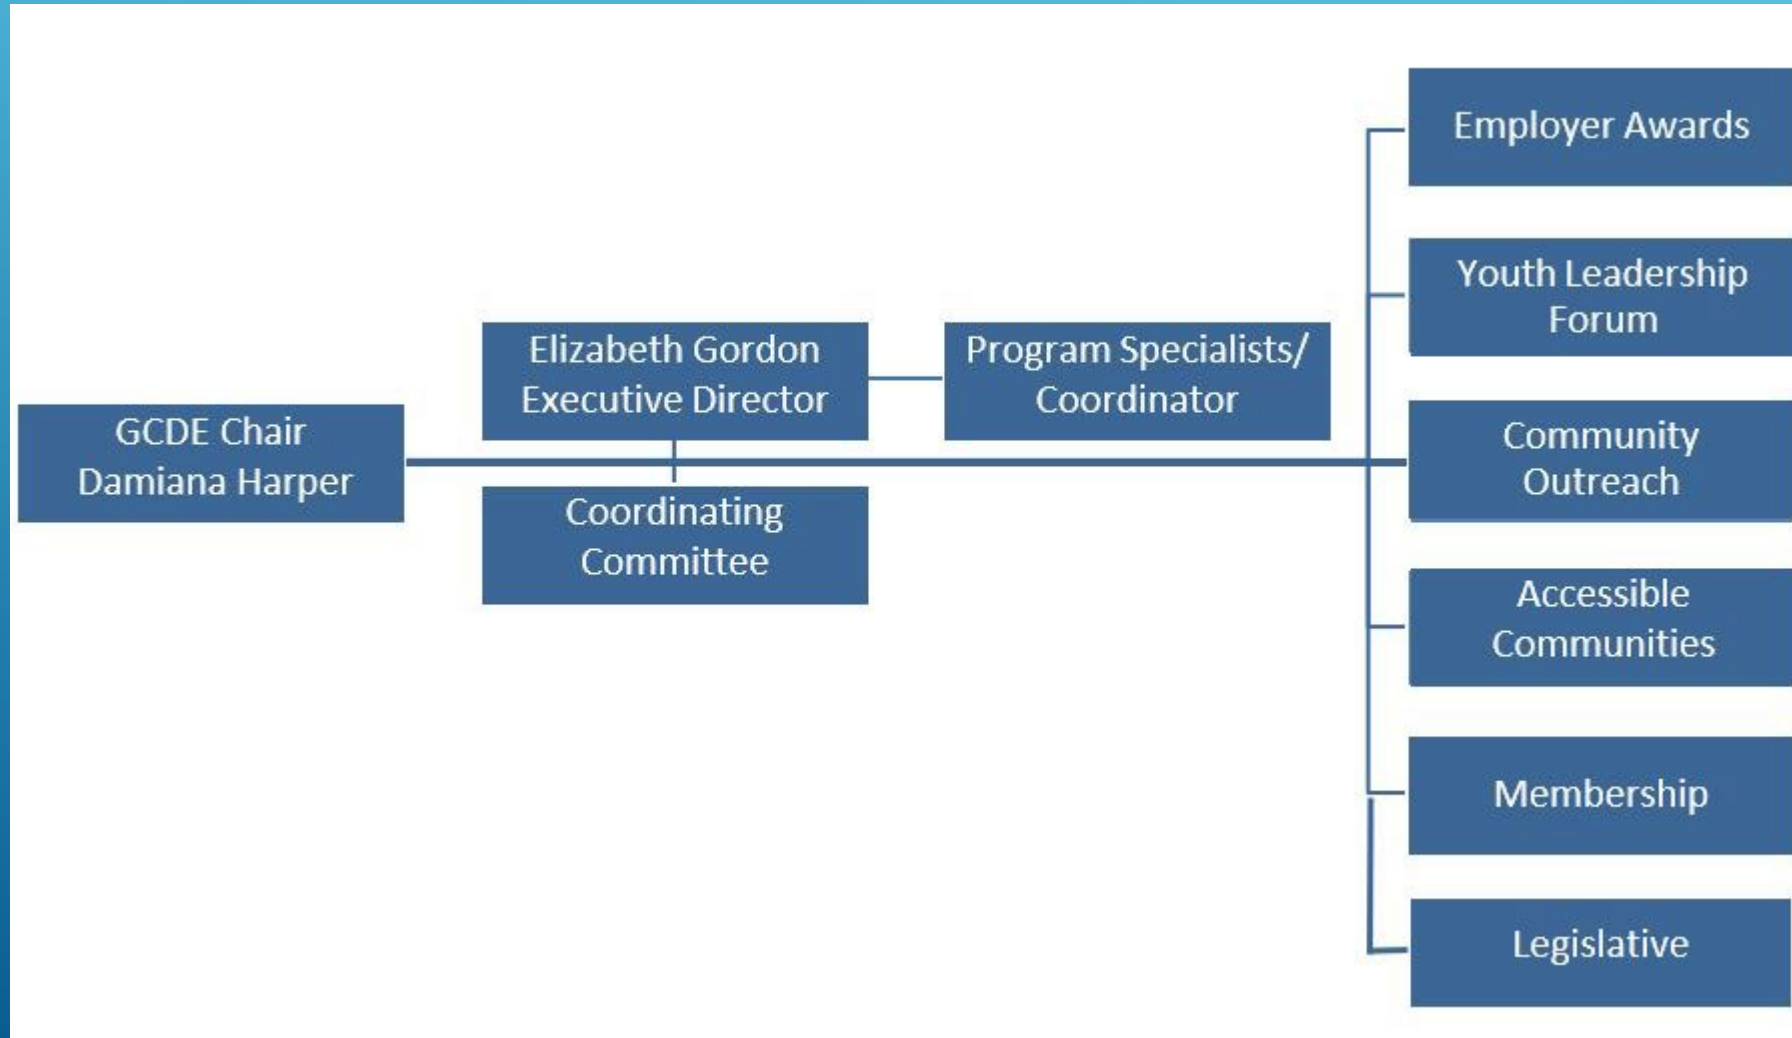 GCDE Chair
Damiana Harper
Elizabeth Gordon
Executive Director
Coordinating
Committee
Program Specialists/
Coordinator
Employer Awards
Youth Leadership
Forum
Community
Outreach
Accessible
Communities
Membership
Legislative